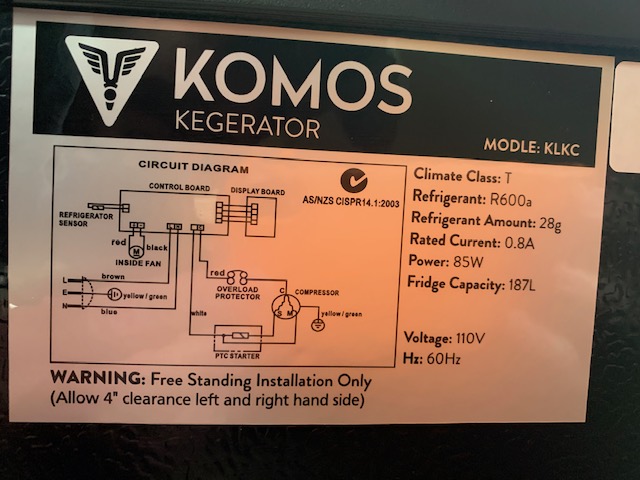 KOMOS
KEGERATOR
MODLE: KLKC
CIRCUIT DIAGRAM
CONTROL BOARD
DISPLAY BOARD
AS/NZS CISPR14.1:2003
REFRIGERATOR
SENSOR
red
black
M
INSIDE FAN
L
brown
E
yellow / green
N
blue
red
OVERLOAD
PROTECTOR
white
COMPRESSOR
C
S M
yellow / green
PTC STARTER
Climate Class: T
Refrigerant: R600a
Refrigerant Amount: 28g
Rated Current: 0.8A
Power: 85W
Fridge Capacity: 187L
Voltage: 110V
Hz: 60Hz
WARNING: Free Standing Installation Only
(Allow 4" clearance left and right hand side)